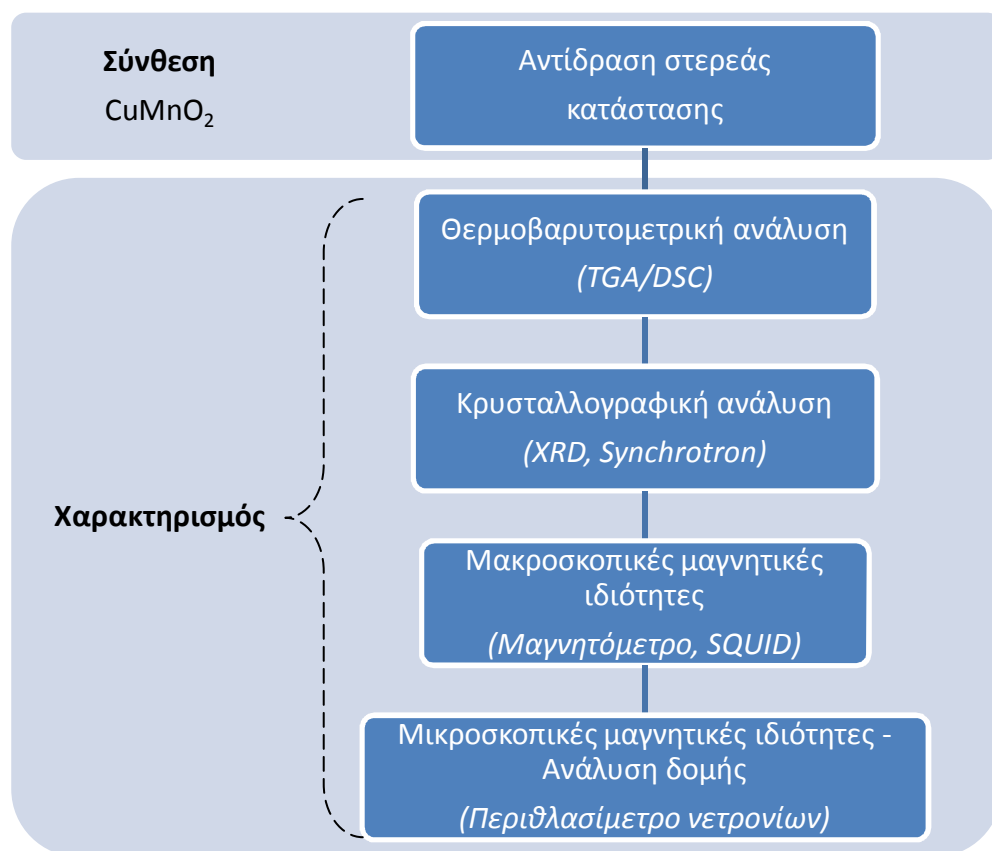 Σύνθεση
CuMnO₂
Αντίδραση στερεάς
κατάστασης
Θερμοβαρυτομετρική ανάλυση
(TGA/DSC)
Κρυσταλλογραφική ανάλυση
(XRD, Synchrotron)
Χαρακτηρισμός
Μακροσκοπικές μαγνητικές
ιδιότητες
(Μαγνητόμετρο, SQUID)
Μικροσκοπικές μαγνητικές ιδιότητες -
Ανάλυση δομής
(Περιθλασίμετρο νετρονίων)